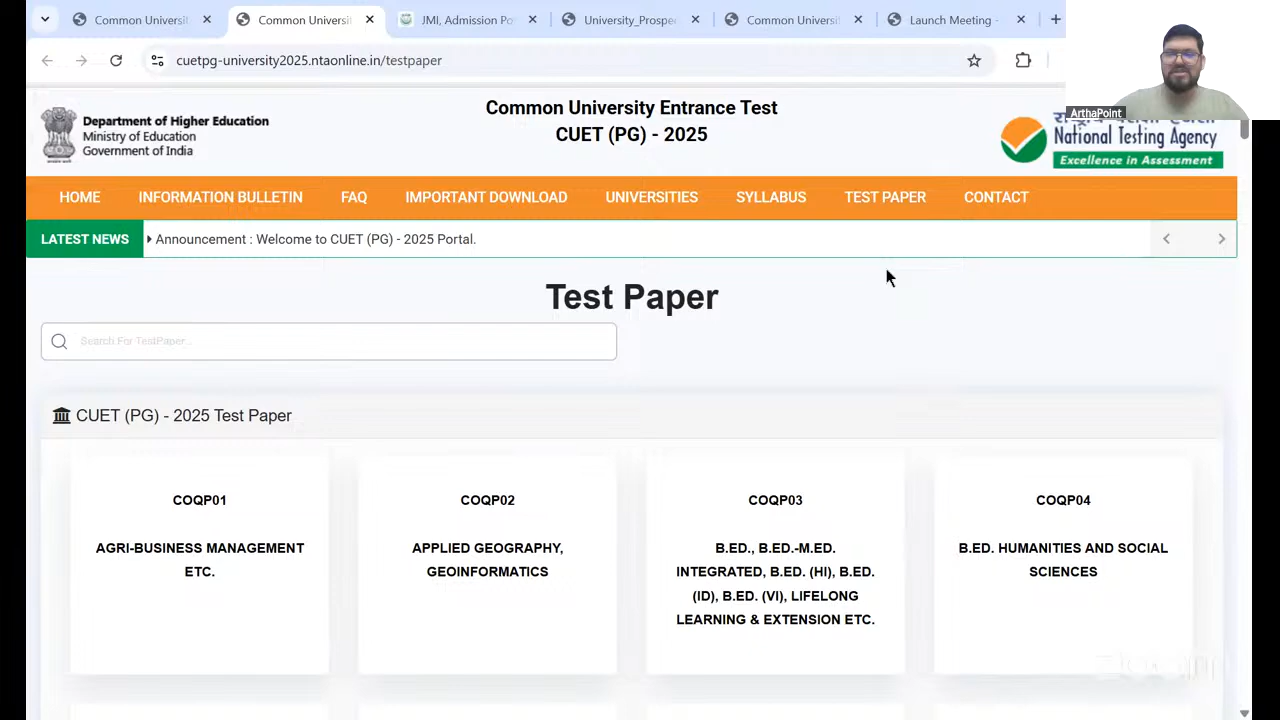 Common Universit
Common Universit
JMI, Admission Po
University_Prospe
Common Universit
Launch Meeting -
cuetpg-university2025.ntaonline.in/testpaper
ArthaPoint
Department of Higher Education
Ministry of Education
Government of India
Common University Entrance Test
CUET (PG) - 2025
National Testing Agency
Excellence in Assessment
HOME
INFORMATION BULLETIN
FAQ
IMPORTANT DOWNLOAD
UNIVERSITIES
SYLLABUS
TEST PAPER
CONTACT
LATEST NEWS
Announcement : Welcome to CUET (PG) - 2025 Portal.
Test Paper
Search For TestPaper...
CUET (PG) - 2025 Test Paper
COQP01
AGRI-BUSINESS MANAGEMENT
ETC.
COQP02
APPLIED GEOGRAPHY,
GEOINFORMATICS
COQP03
B.ED., B.ED.-M.ED.
INTEGRATED, B.ED. (HI), B.ED.
(ID), B.ED. (VI), LIFELONG
LEARNING & EXTENSION ETC.
COQP04
B.ED. HUMANITIES AND SOCIAL
SCIENCES